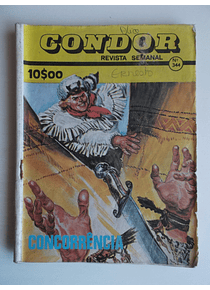 CONDOR
REVISTA SEMANAL
10$00
Nº 344
CONCORRÊNCIA